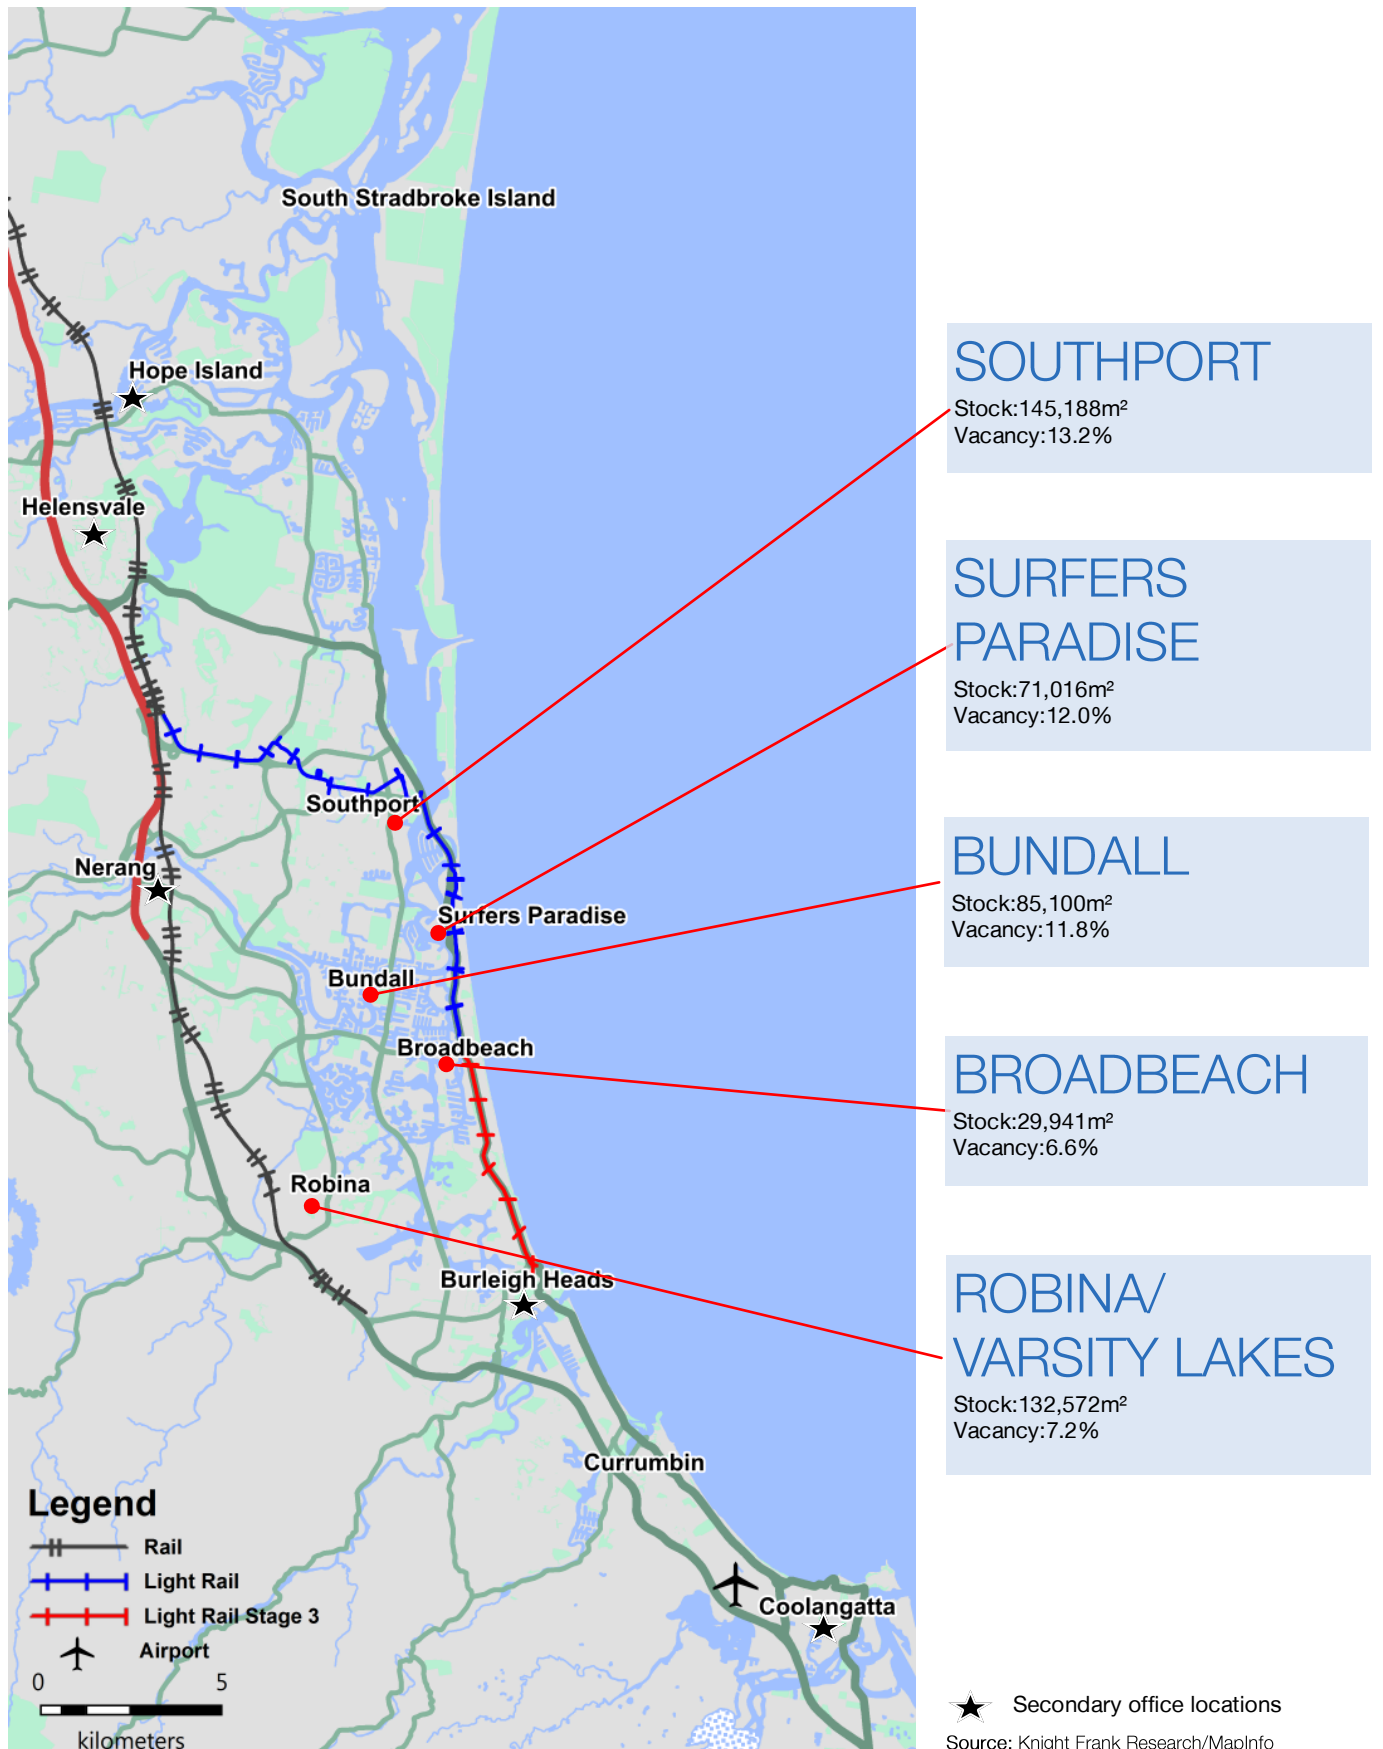 South Stradbroke Island
Hope Island
Helensvale
Southport
Nerang
Surfers Paradise
Bundall
Broadbeach
Robina
Burleigh Heads
Currumbin
Coolangatta
Legend
Rail
Light Rail
Light Rail Stage 3
Airport
0 5
kilometers
SOUTHPORT
Stock:145,188m²
Vacancy:13.2%
SURFERS
PARADISE
Stock:71,016m²
Vacancy:12.0%
BUNDALL
Stock:85,100m²
Vacancy:11.8%
BROADBEACH
Stock:29,941m²
Vacancy:6.6%
ROBINA/
VARSITY LAKES
Stock:132,572m²
Vacancy:7.2%
Secondary office locations
Source: Knight Frank Research/MapInfo